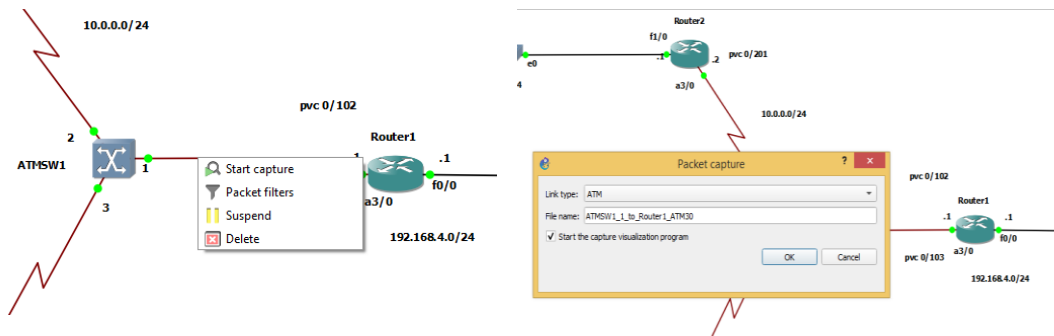 10.0.0.0/24
pvc 0/102
2
Router1
ATMSW1
1
Start capture
.1
Packet filters
f0/0
a3/0
3
Suspend
Delete
192.168.4.0/24
Router2
f1/0
e0
.1
.2
pvc 0/201
4
a3/0
10.0.0.0/24
Packet capture
?
x
Link type:
ATM
File name:
ATMSW1_1_to_Router1_ATM30
Start the capture visualization program
OK
Cancel
pvc 0/102
Router1
.1
.1
f0/0
pvc 0/103
a3/0
192.168.4.0/24